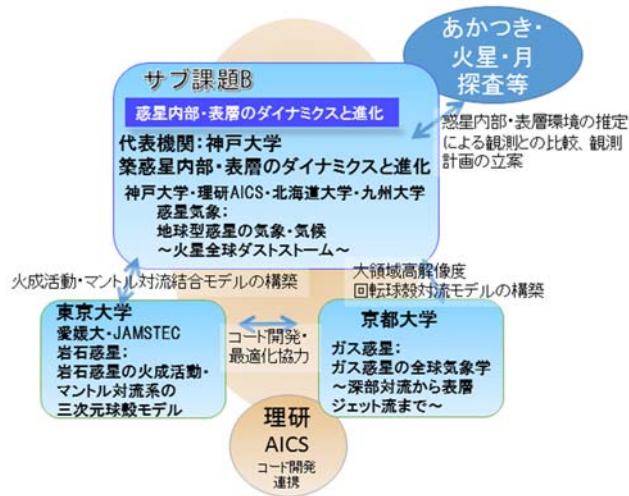 あかつき・
火星・月
探査等
サブ課題B
惑星内部・表層のダイナミクスと進化
代表機関：神戸大学
築惑星内部・表層のダイナミクスと進化
神戸大学・理研AICS・北海道大学・九州大学
惑星気象：
地球型惑星の気象・気候
～火星全球ダストストーム～
惑星内部・表層環境の推定
による観測との比較、観測
計画の立案
火成活動・マントル対流結合モデルの構築
大領域高解像度
回転球殻対流モデルの構築
東京大学
愛媛大・JAMSTEC
岩石惑星：
岩石惑星の火成活動・
マントル対流系の
三次元球殻モデル
コード開発・
最適化協力
京都大学
ガス惑星：
ガス惑星の全球気象学
～深部対流から表層
ジェット流まで～
理研
AICS
コード開発
連携